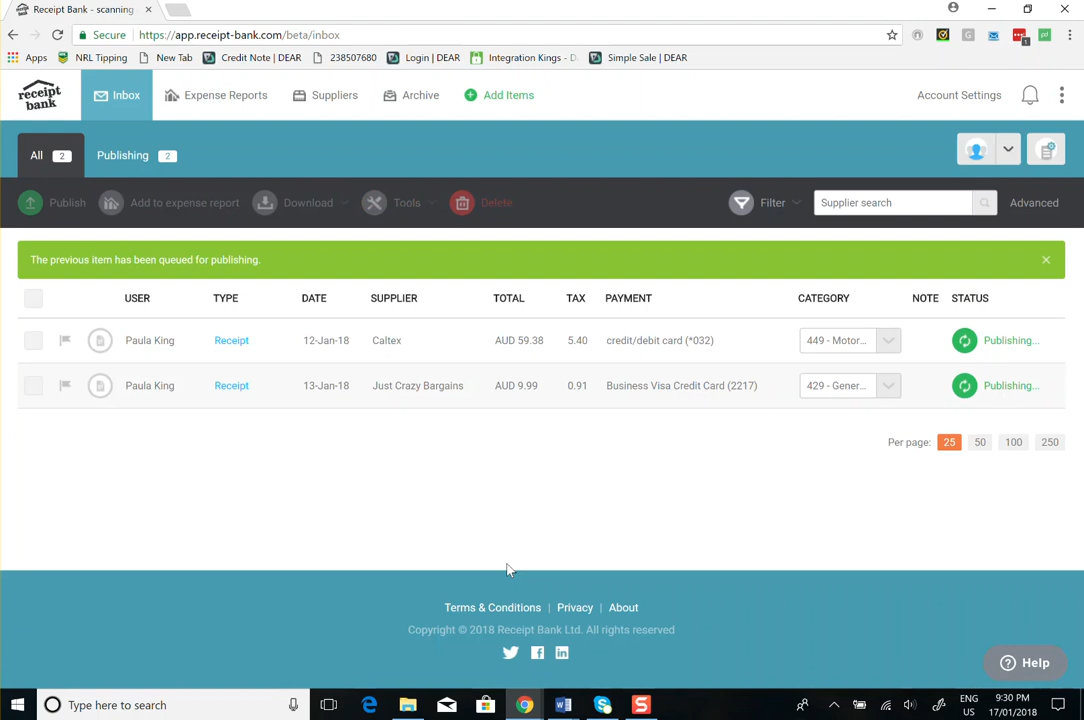 Receipt Bank - scanning
Secure | https://app.receipt-bank.com/beta/inbox
Apps NRL Tipping New Tab Credit Note | DEAR 238507680 Login | DEAR Integration Kings - D Simple Sale | DEAR
receipt bank Inbox Expense Reports Suppliers Archive Add Items Account Settings
All 2 Publishing 2
Publish Add to expense report Download Tools Delete Filter Supplier search Advanced
The previous item has been queued for publishing.
USER TYPE DATE SUPPLIER TOTAL TAX PAYMENT CATEGORY NOTE STATUS
Paula King Receipt 12-Jan-18 Caltex AUD 59.38 5.40 credit/debit card (*032) 449 - Motor... Publishing...
Paula King Receipt 13-Jan-18 Just Crazy Bargains AUD 9.99 0.91 Business Visa Credit Card (2217) 429 - Gener... Publishing...
Per page: 25 50 100 250
Terms & Conditions | Privacy | About
Copyright © 2018 Receipt Bank Ltd. All rights reserved
Help
Type here to search
ENG US
9:30 PM
17/01/2018